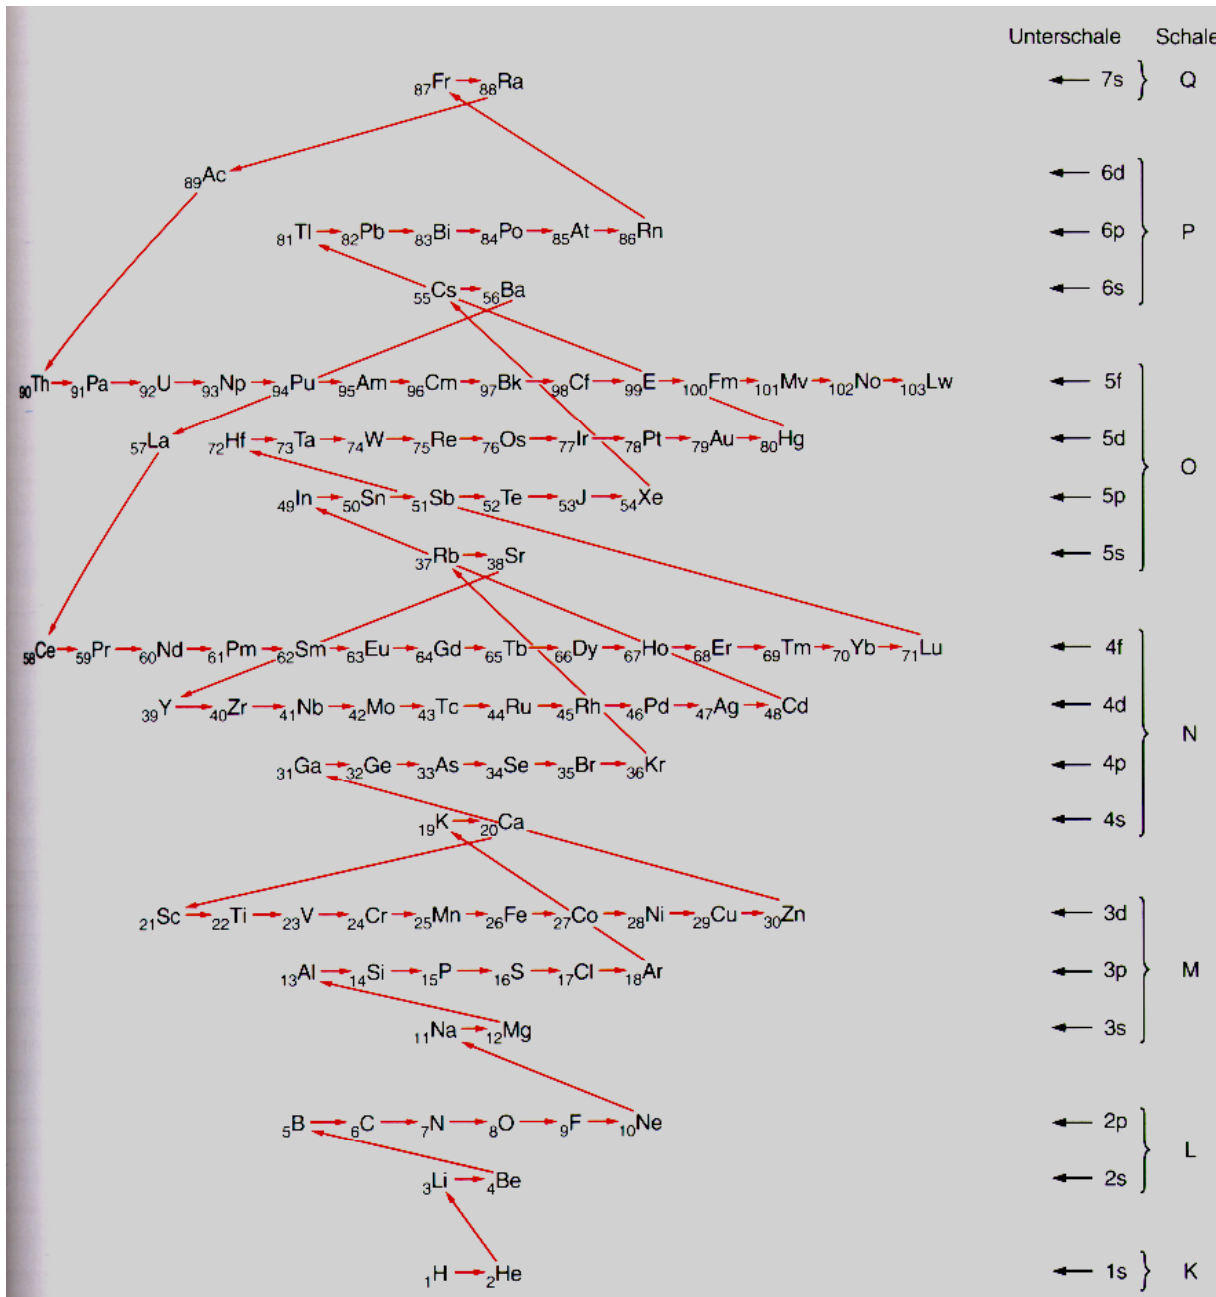 Unterschale Schale
87Fr 88Ra 7s Q
89Ac 6d
81Tl 82Pb 83Bi 84Po 85At 86Rn 6p P
55Cs 56Ba 6s
90Th 91Pa 92U 93Np 94Pu 95Am 96Cm 97Bk 98Cf 99E 100Fm 101Mv 102No 103Lw 5f
57La 72Hf 73Ta 74W 75Re 76Os 77Ir 78Pt 79Au 80Hg 5d
O
49In 50Sn 51Sb 52Te 53J 54Xe 5p
37Rb 38Sr 5s
58Ce 59Pr 60Nd 61Pm 62Sm 63Eu 64Gd 65Tb 66Dy 67Ho 68Er 69Tm 70Yb 71Lu 4f
39Y 40Zr 41Nb 42Mo 43Tc 44Ru 45Rh 46Pd 47Ag 48Cd 4d
N
31Ga 32Ge 33As 34Se 35Br 36Kr 4p
19K 20Ca 4s
21Sc 22Ti 23V 24Cr 25Mn 26Fe 27Co 28Ni 29Cu 30Zn 3d
13Al 14Si 15P 16S 17Cl 18Ar 3p M
11Na 12Mg 3s
5B 6C 7N 8O 9F 10Ne 2p
L
3Li 4Be 2s
1H 2He 1s K